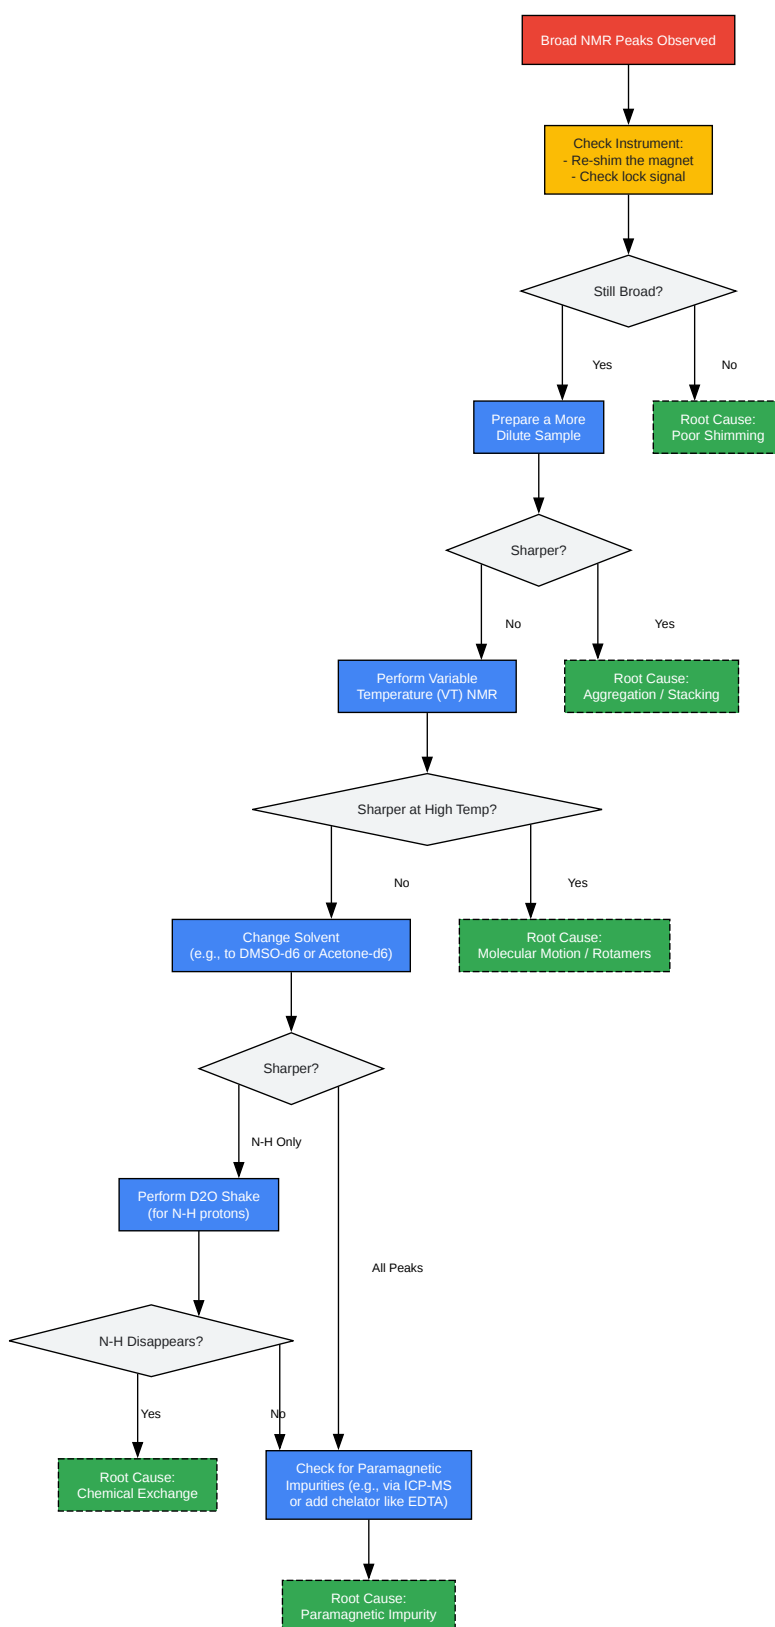 Broad NMR Peaks Observed
Check Instrument:
- Re-shim the magnet
- Check lock signal
Still Broad?
Yes
No
Prepare a More
Dilute Sample
Root Cause:
Poor Shimming
Sharper?
No
Yes
Perform Variable
Temperature (VT) NMR
Root Cause:
Aggregation / Stacking
Sharper at High Temp?
No
Yes
Change Solvent
(e.g., to DMSO-d6 or Acetone-d6)
Root Cause:
Molecular Motion / Rotamers
Sharper?
N-H Only
Perform D2O Shake
(for N-H protons)
All Peaks
N-H Disappears?
Yes
No
Root Cause:
Chemical Exchange
Check for Paramagnetic
Impurities (e.g., via ICP-MS
or add chelator like EDTA)
Root Cause:
Paramagnetic Impurity